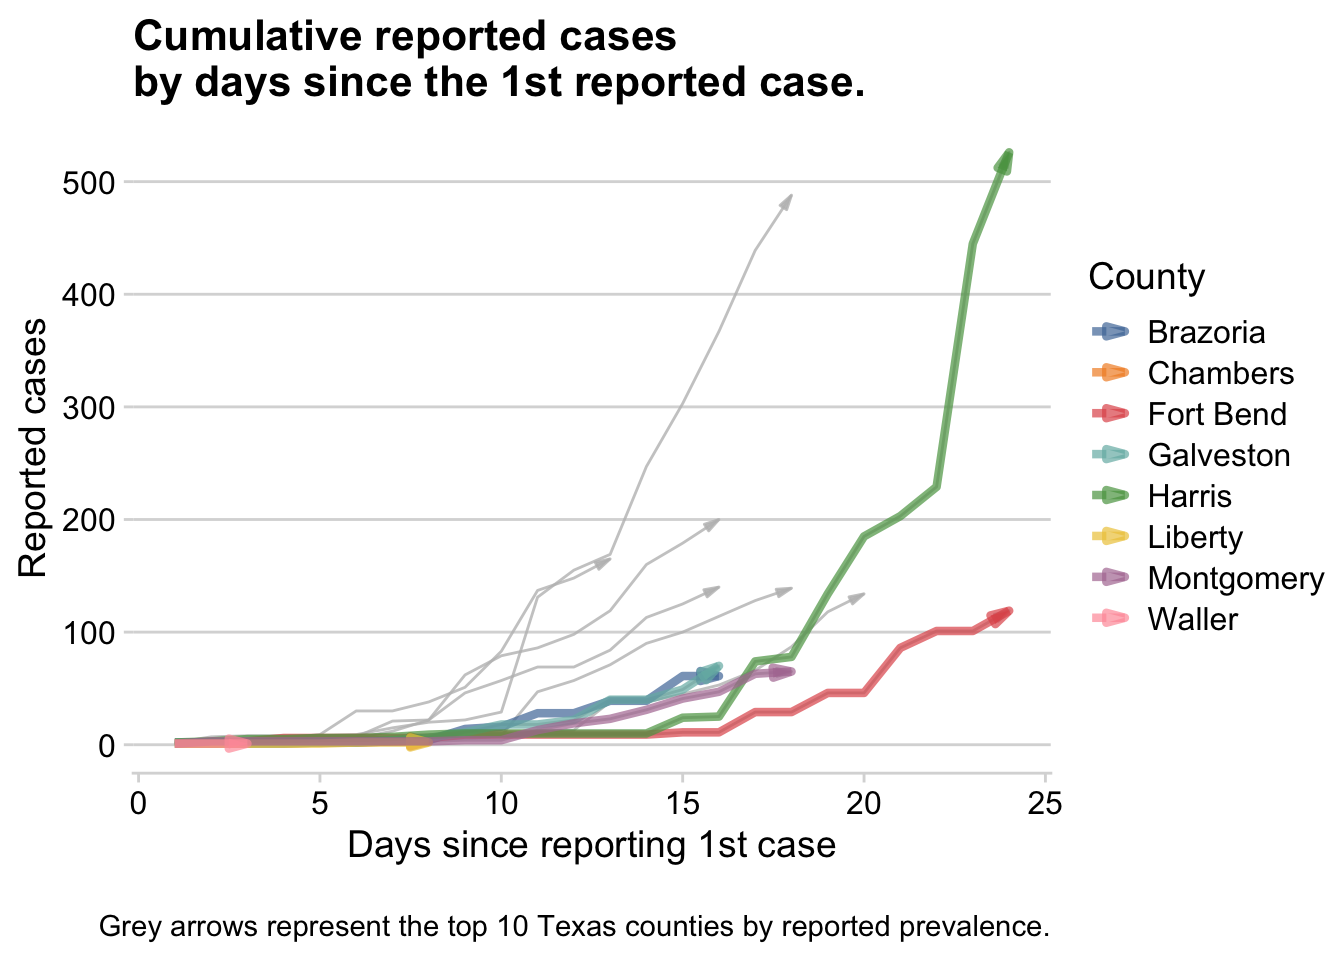 Cumulative reported cases
by days since the 1st reported case.
Reported cases
500
400
300
200
100
0
0 5 10 15 20 25
Days since reporting 1st case
County
Brazoria
Chambers
Fort Bend
Galveston
Harris
Liberty
Montgomery
Waller
Grey arrows represent the top 10 Texas counties by reported prevalence.